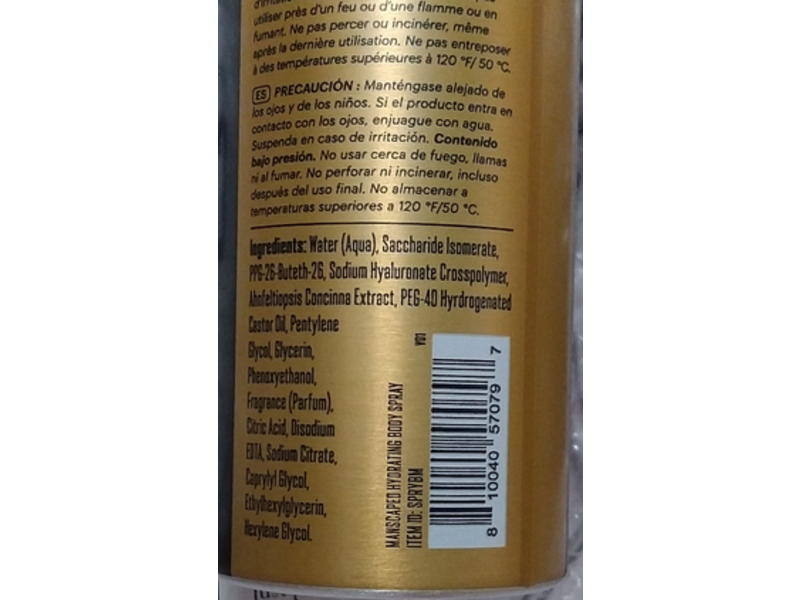 d'irritation
utiliser près d'un feu ou d'une flamme ou en
fumant. Ne pas percer ou incinérer, même
après la dernière utilisation. Ne pas entreposer
à des températures supérieures à 120 °F/ 50 °C.
ES PRECAUCIÓN : Manténgase alejado de
los ojos y de los niños. Si el producto entra en
contacto con los ojos, enjuague con agua.
Suspenda en caso de irritación. Contenido
bajo presión. No usar cerca de fuego, llamas
ni al fumar. No perforar ni incinerar, incluso
después del uso final. No almacenar a
temperaturas superiores a 120 °F/50 °C.
Ingredients: Water (Aqua), Saccharide Isomerate,
PPG-26-Buteth-26, Sodium Hyaluronate Crosspolymer,
Ahnfeltiopsis Concinna Extract, PEG-40 Hyrdrogenated
Castor Oil, Pentylene
Glycol, Glycerin,
Phenoxyethanol,
Fragrance (Parfum),
Citric Acid, Disodium
EDTA, Sodium Citrate,
Caprylyl Glycol,
Ethylhexylglycerin,
Hexylene Glycol.
MANSCAPED HYDRATING BODY SPRAY
ITEM ID: SPRYBM
V01
8 10040 57079 7